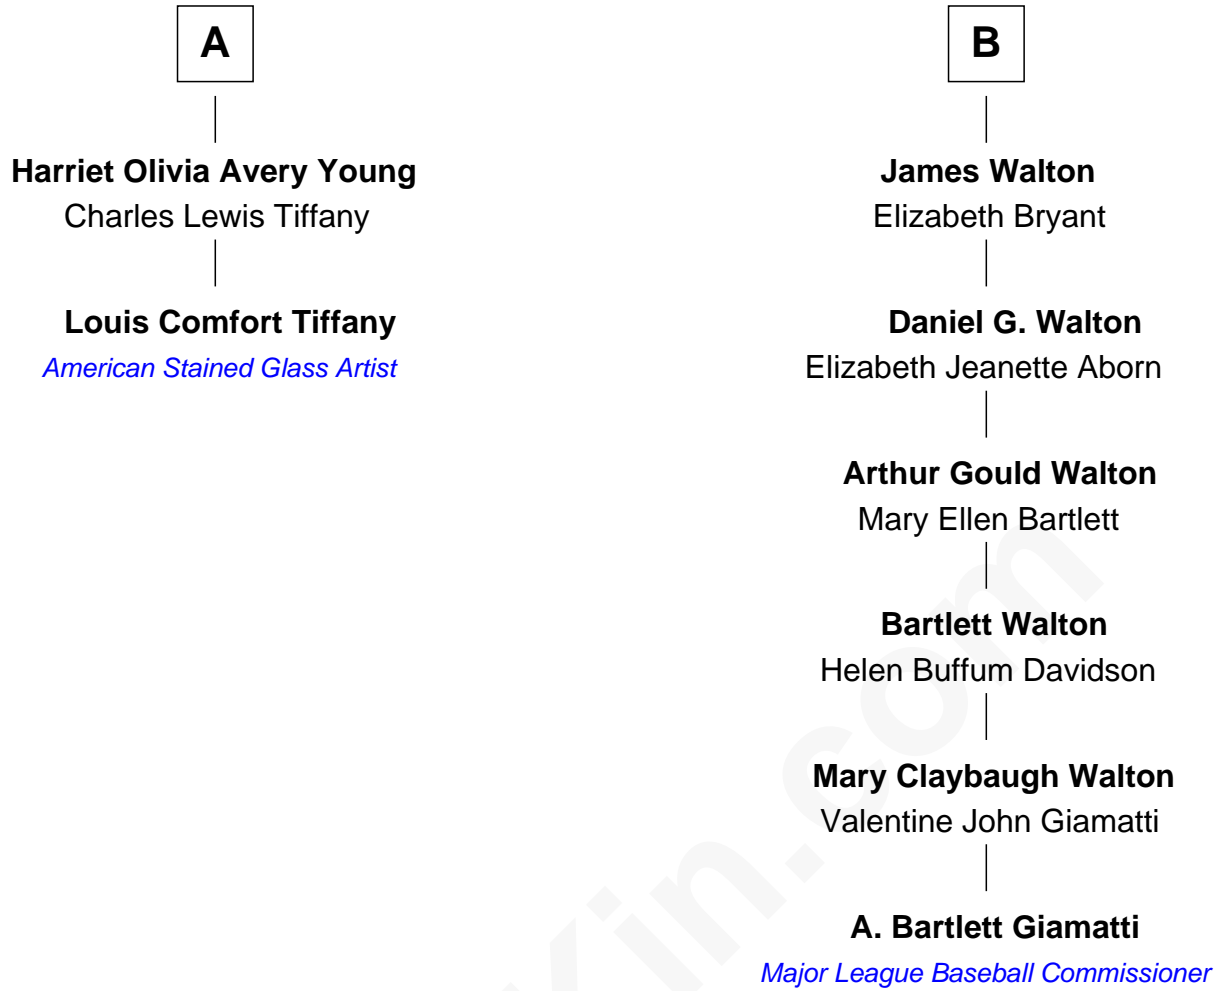 A
Harriet Olivia Avery Young
Charles Lewis Tiffany
Louis Comfort Tiffany
American Stained Glass Artist
B
James Walton
Elizabeth Bryant
Daniel G. Walton
Elizabeth Jeanette Aborn
Arthur Gould Walton
Mary Ellen Bartlett
Bartlett Walton
Helen Buffum Davidson
Mary Claybaugh Walton
Valentine John Giamatti
A. Bartlett Giamatti
Major League Baseball Commissioner
Kin.com